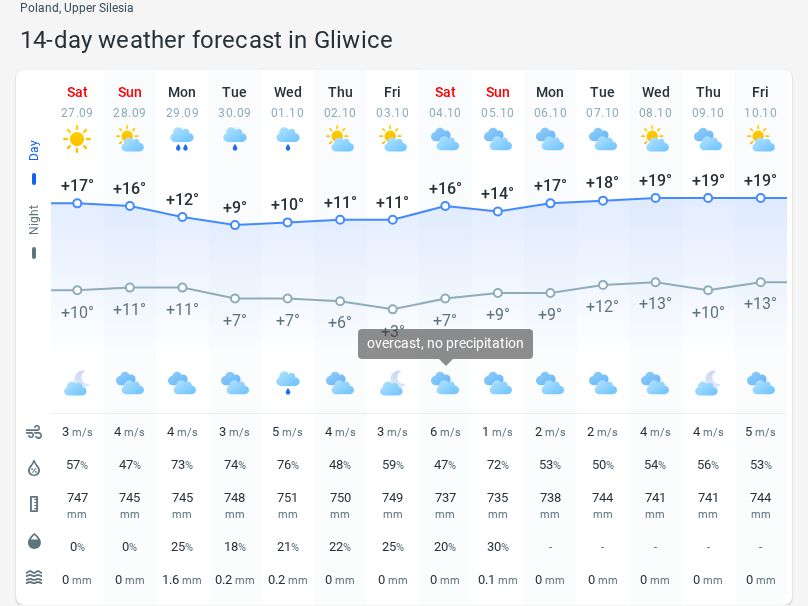 Poland, Upper Silesia
14-day weather forecast in Gliwice
Sat Sun Mon Tue Wed Thu Fri Sat Sun Mon Tue Wed Thu Fri
27.09 28.09 29.09 30.09 01.10 02.10 03.10 04.10 05.10 06.10 07.10 08.10 09.10 10.10
Day
+17° +16° +12° +9° +10° +11° +11° +16° +14° +17° +18° +19° +19° +19°
Night
+10° +11° +11° +7° +7° +6° +3° +7° +9° +9° +12° +13° +10° +13°
overcast, no precipitation
3 m/s 4 m/s 4 m/s 3 m/s 5 m/s 4 m/s 3 m/s 6 m/s 1 m/s 2 m/s 2 m/s 4 m/s 4 m/s 5 m/s
57% 47% 73% 74% 76% 48% 59% 47% 72% 53% 50% 54% 56% 53%
747 745 745 748 751 750 749 737 735 738 744 741 741 744
mm mm mm mm mm mm mm mm mm mm mm mm mm mm
0% 0% 25% 18% 21% 22% 25% 20% 30% - - - - -
0 mm 0 mm 1.6 mm 0.2 mm 0.2 mm 0 mm 0 mm 0 mm 0.1 mm 0 mm 0 mm 0 mm 0 mm 0 mm